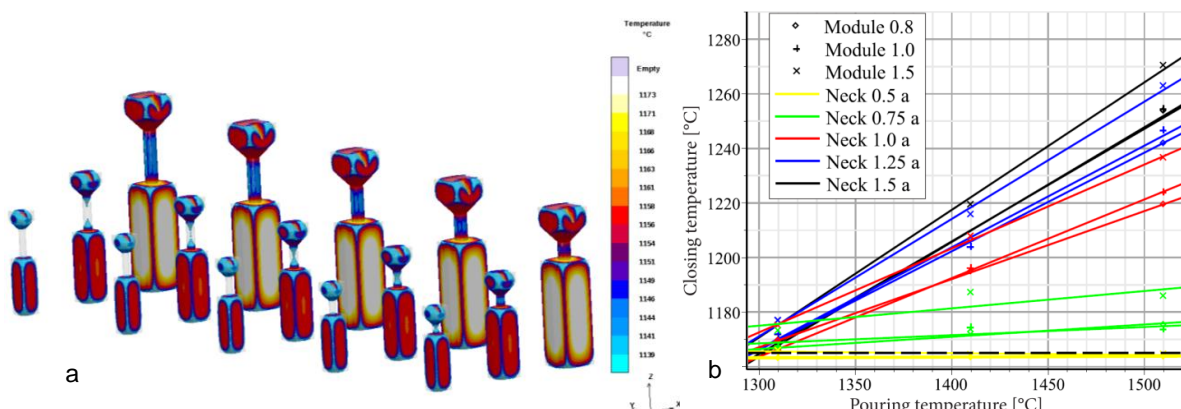 Temperature
°C
Empty
1173
1171
1168
1166
1163
1161
1158
1156
1154
1151
1149
1146
1144
1141
1139
Z
Y
X
a
Closing temperature [°C]
1280
1260
1240
1220
1200
1180
Module 0.8
Module 1.0
Module 1.5
Neck 0.5 a
Neck 0.75 a
Neck 1.0 a
Neck 1.25 a
Neck 1.5 a
1300
1350
1400
1450
1500
b
Pouring temperature [°C]